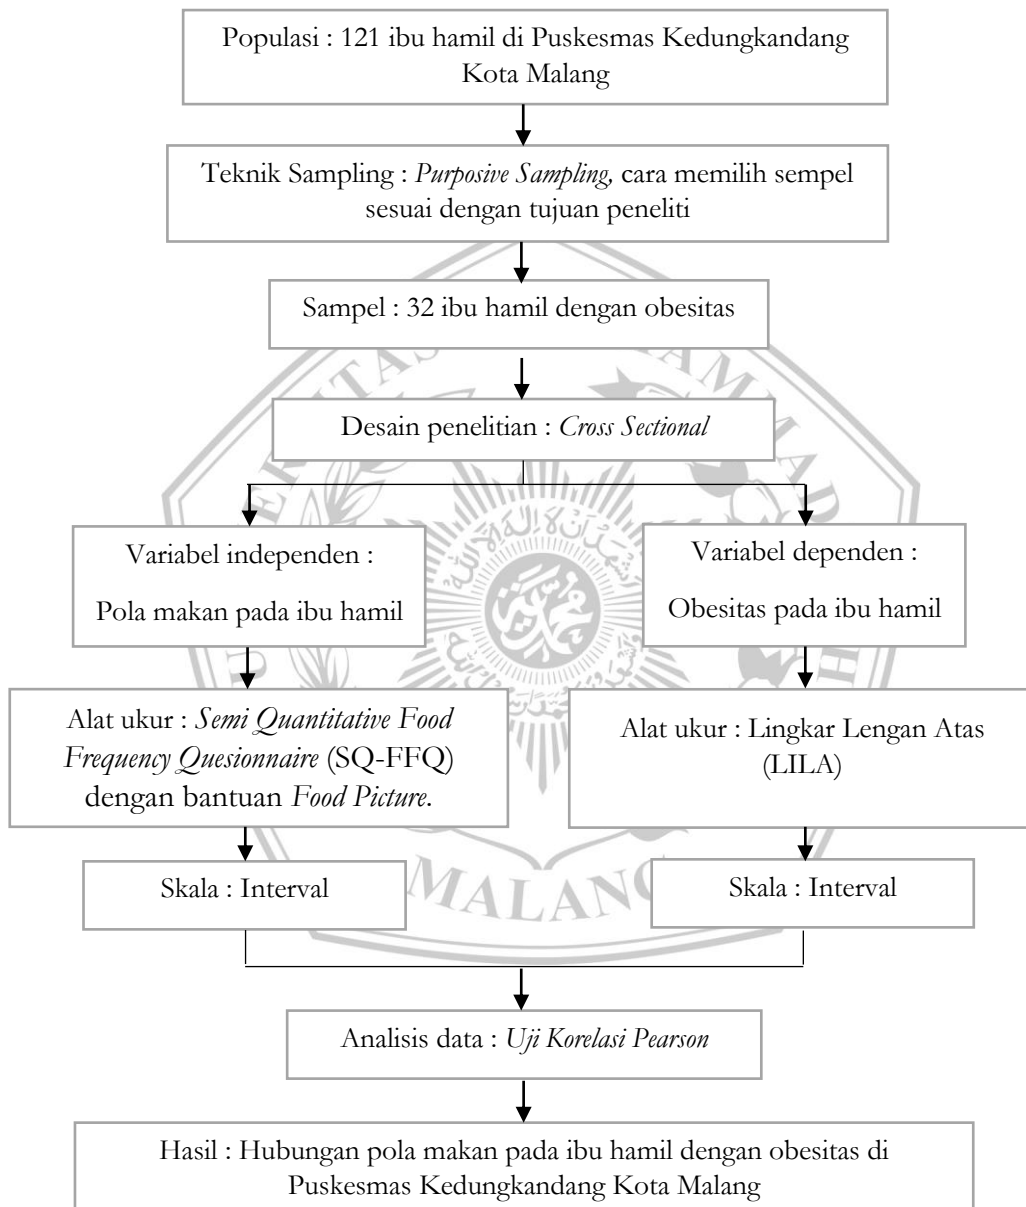 Populasi : 121 ibu hamil di Puskesmas Kedungkandang
Kota Malang
Teknik Sampling : Purposive Sampling, cara memilih sempel
sesuai dengan tujuan peneliti
Sampel : 32 ibu hamil dengan obesitas
Desain penelitian : Cross Sectional
Variabel independen :
Pola makan pada ibu hamil
Variabel dependen :
Obesitas pada ibu hamil
Alat ukur : Semi Quantitative Food
Frequency Quesionnaire (SQ-FFQ)
dengan bantuan Food Picture.
Alat ukur : Lingkar Lengan Atas
(LILA)
Skala : Interval
Skala : Interval
MALANG
Analisis data : Uji Korelasi Pearson
Hasil : Hubungan pola makan pada ibu hamil dengan obesitas di
Puskesmas Kedungkandang Kota Malang